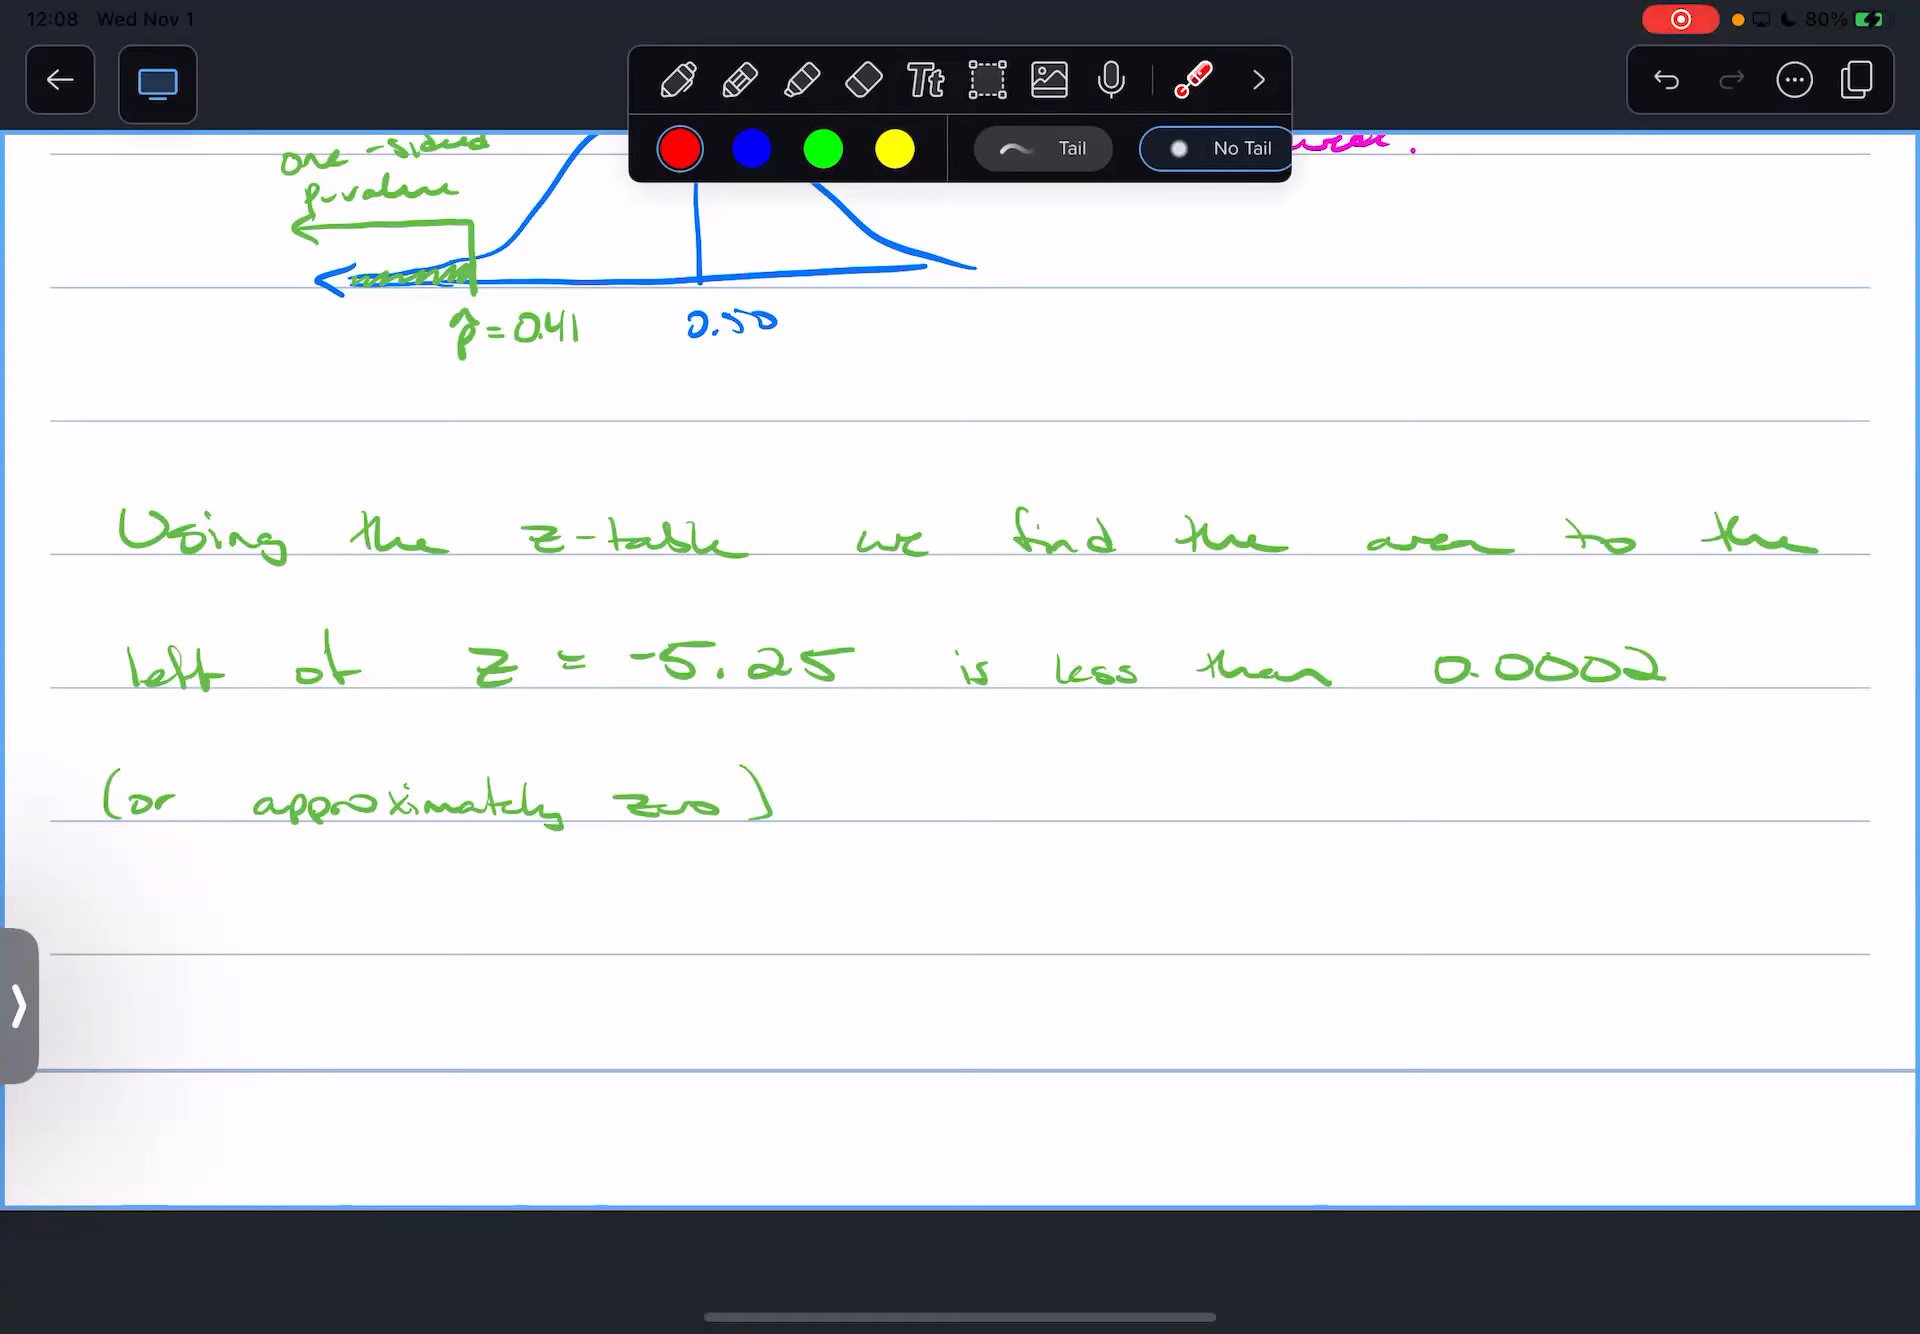 12:08 Wed Nov 1
80%
Tt
Tail
No Tail
one-sided
p-value
p̂ = 0.41
0.50
Using the z-table we find the area to the
left of z = -5.25 is less than 0.0002
(or approximately zero)